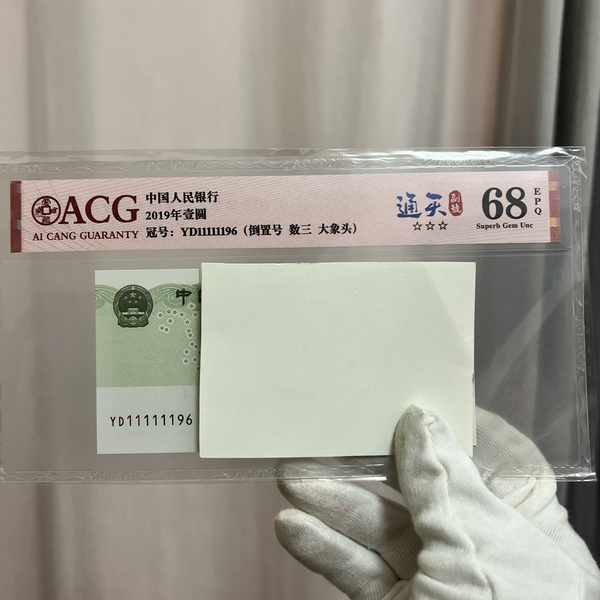 ACG
AI CANG GUARANTY
中国人民银行
2019年壹圆
冠号：YD11111196（倒置号 数三 大象头）
通天
副号
☆☆☆
68
EPQ
Superb Gem Unc
中
YD11111196